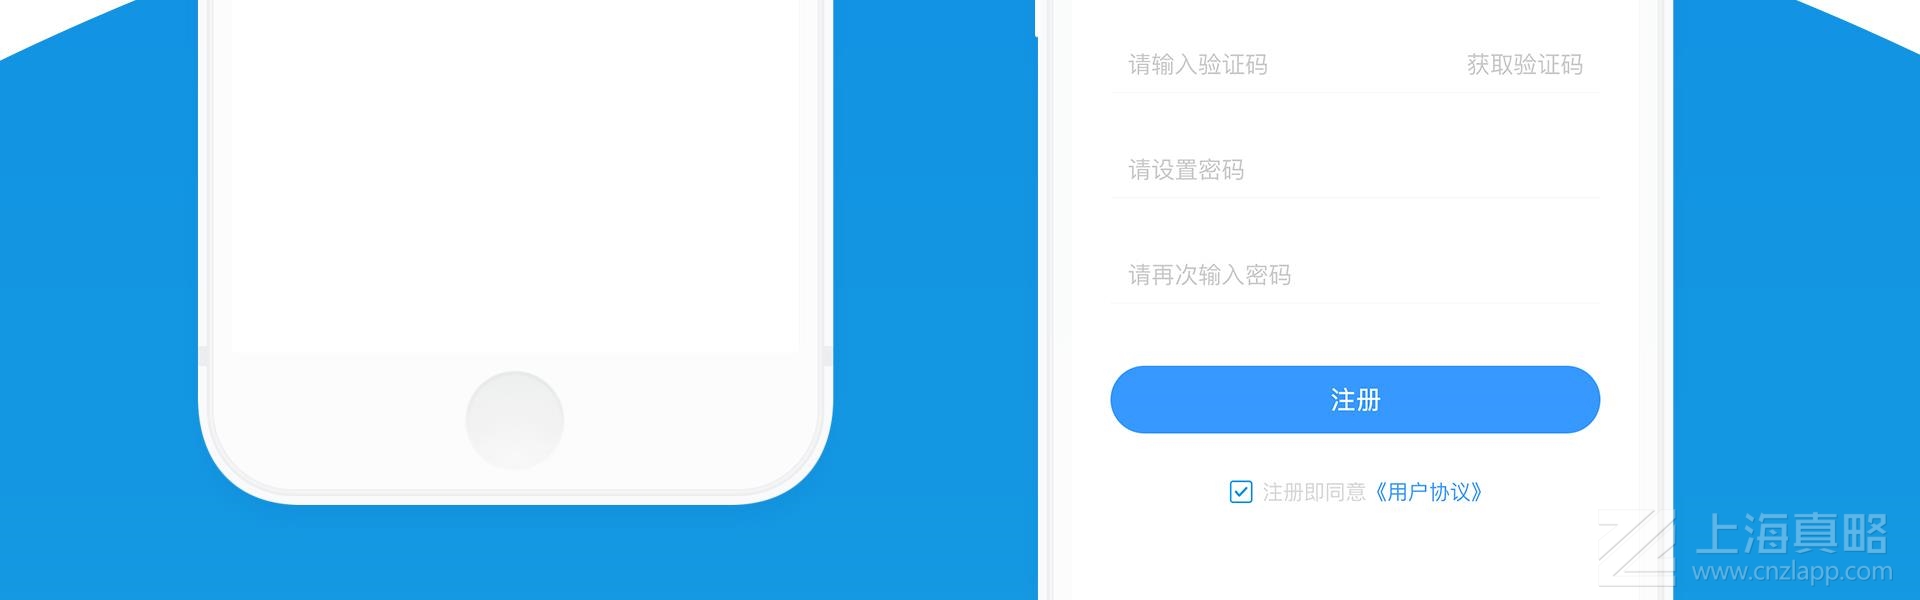 请输入验证码 获取验证码
请设置密码
请再次输入密码
注册
注册即同意《用户协议》
上海真略
www.cnzlapp.com